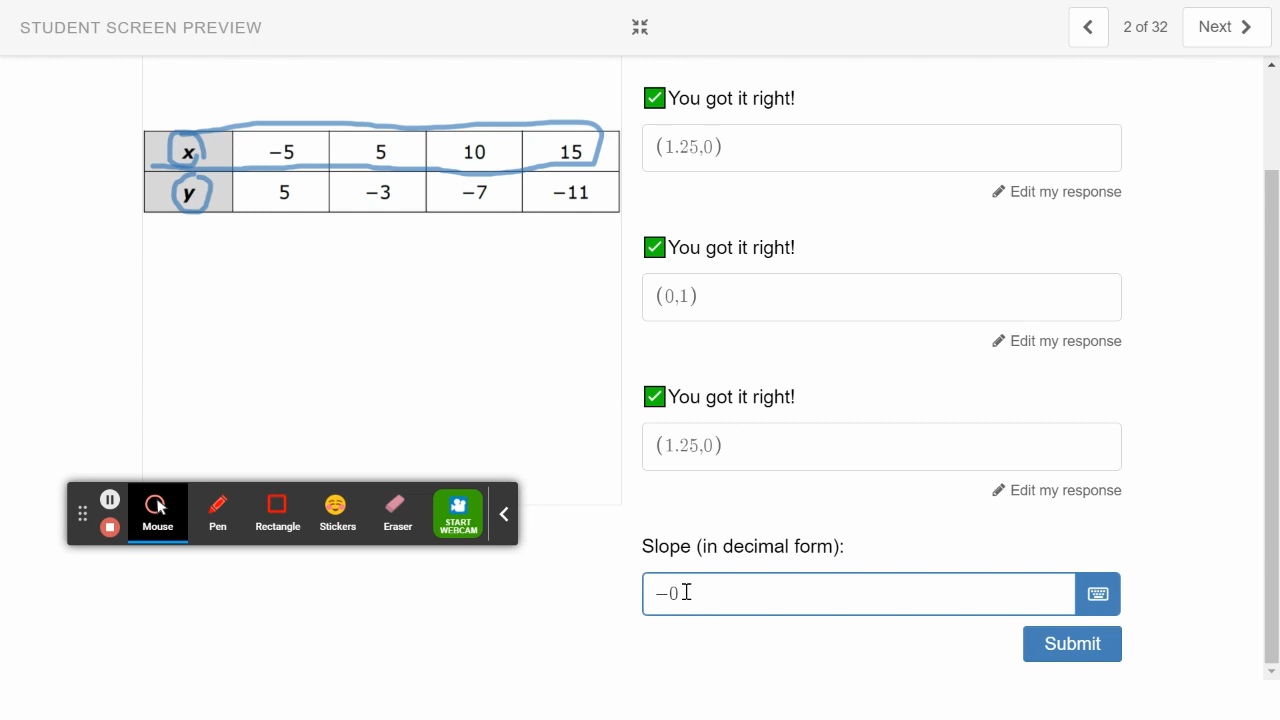 STUDENT SCREEN PREVIEW
2 of 32
Next
You got it right!
(1.25,0)
Edit my response
x −5 5 10 15
y 5 −3 −7 −11
You got it right!
(0,1)
Edit my response
You got it right!
(1.25,0)
Edit my response
Mouse
Pen
Rectangle
Stickers
Eraser
START
WEBCAM
Slope (in decimal form):
−0
Submit